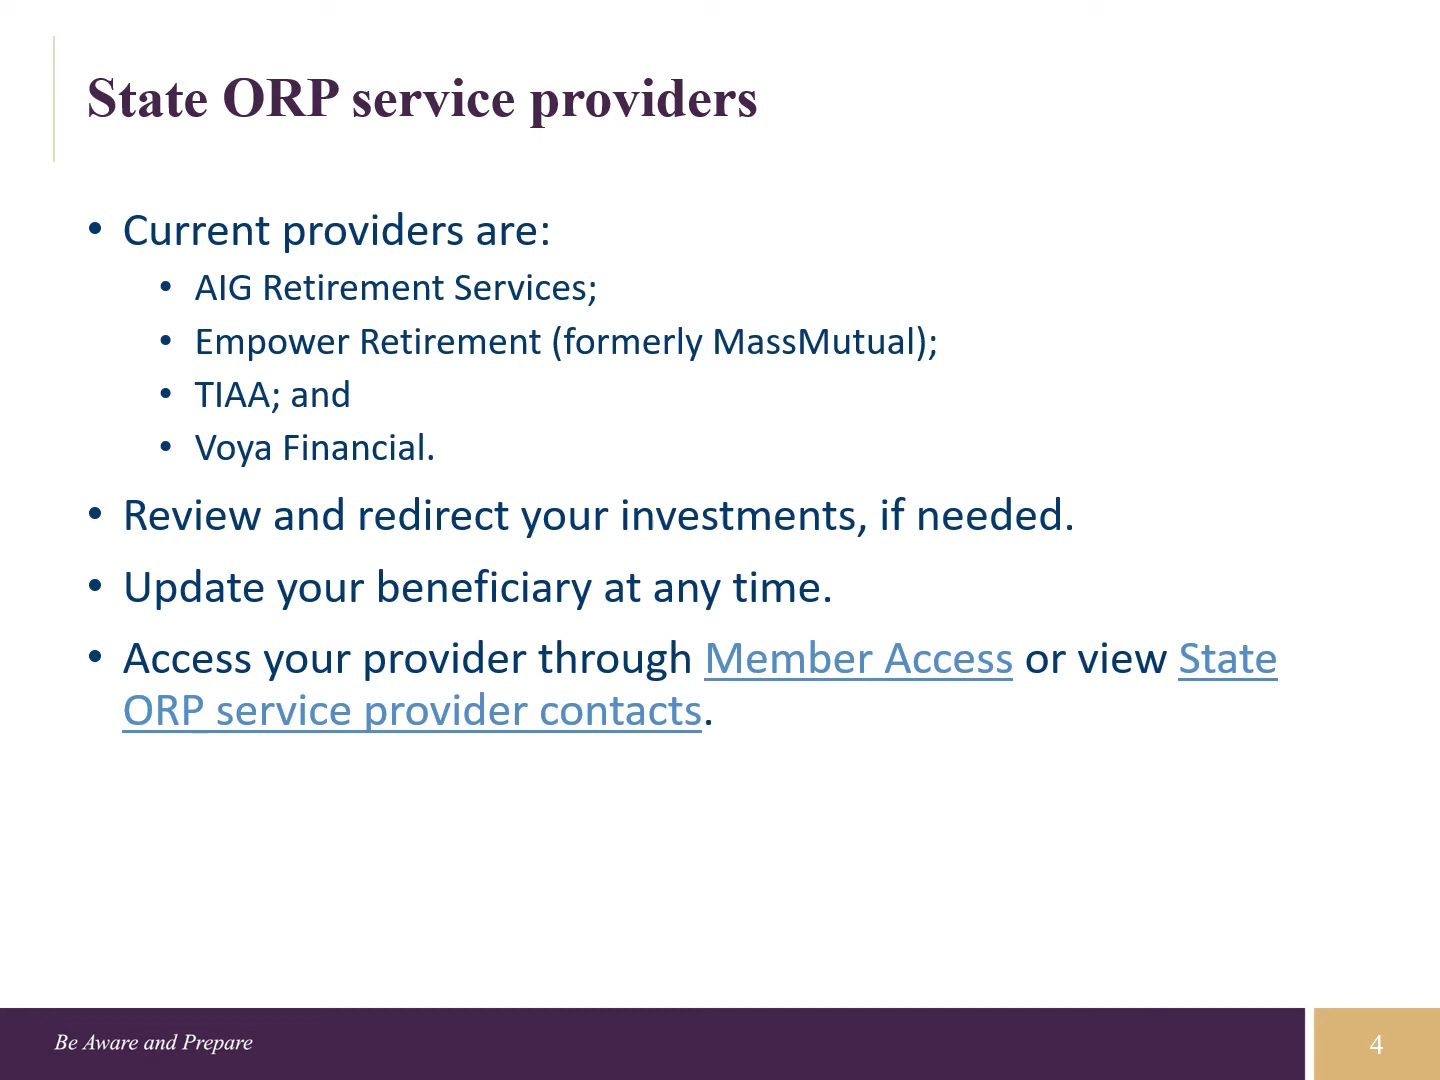 State ORP service providers
• Current providers are:
• AIG Retirement Services;
• Empower Retirement (formerly MassMutual);
• TIAA; and
• Voya Financial.
• Review and redirect your investments, if needed.
• Update your beneficiary at any time.
• Access your provider through Member Access or view State
ORP service provider contacts.
Be Aware and Prepare
4